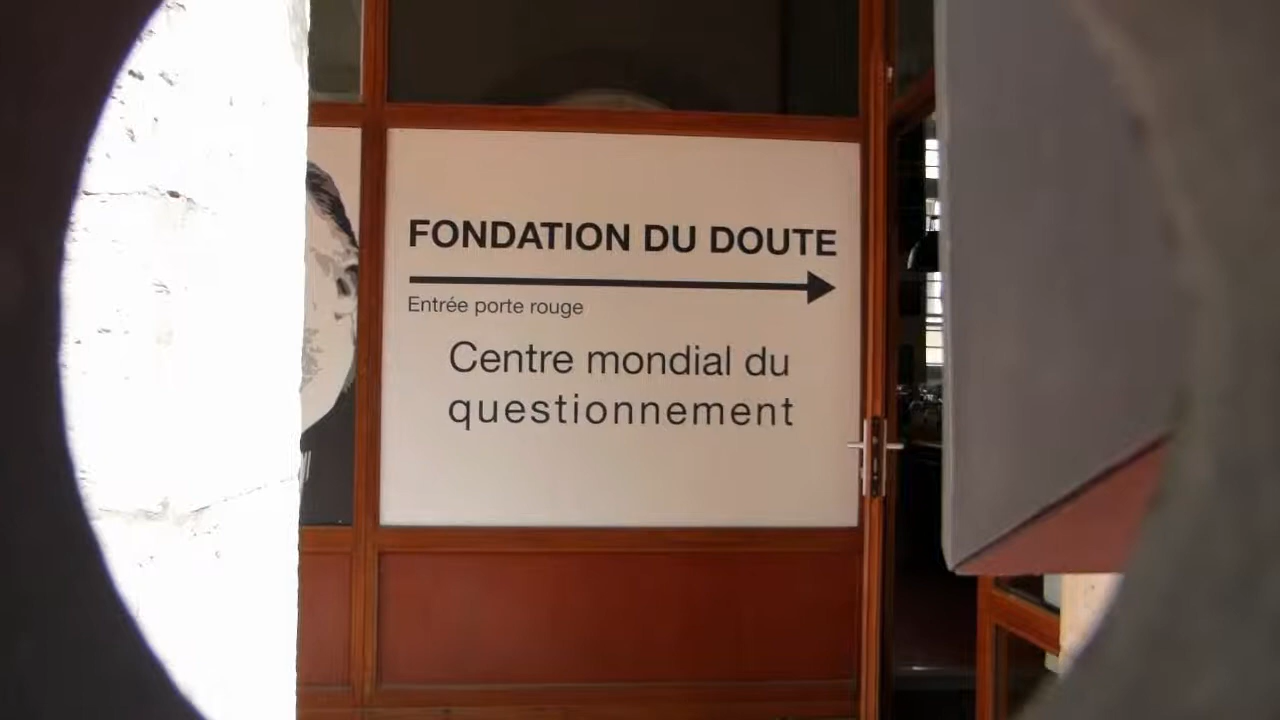 FONDATION DU DOUTE
Entrée porte rouge
Centre mondial du
questionnement